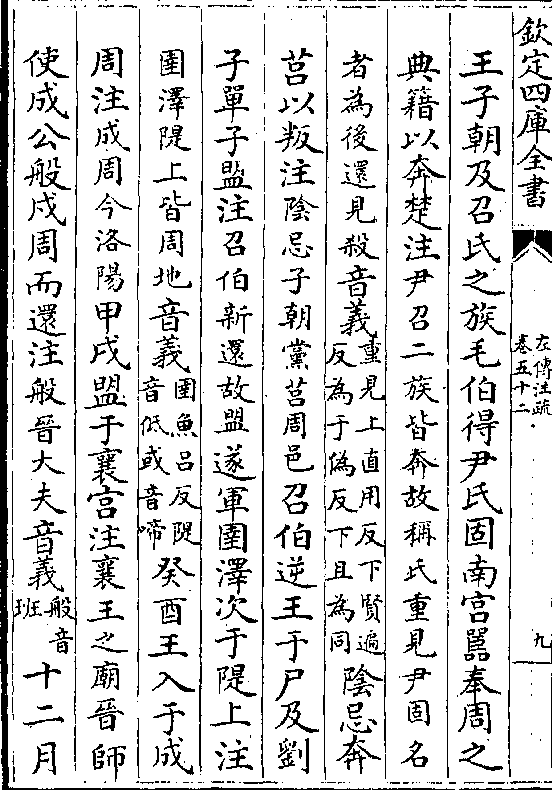 欽定四庫全書
左傳注疏
卷五十二
九
王子朝及召氏之族毛伯得尹氏固南宮嚚奉周之
典籍以奔楚注尹召二族皆奔故稱氏重見尹固名
者為後還見殺音義重見上直用反下賢遍反為于偽反下且為同陰忌奔
莒以叛注陰忌子朝黨莒周邑召伯逆王于尸及劉
子單子盟注召伯新還故盟遂軍圉澤次于隄上注
圉澤隄上皆周地音義圉魚呂反隄音低或音啼癸酉王入于成
周注成周今洛陽甲戌盟于襄宮注襄王之廟晉師
使成公般戍周而還注般晉大夫音義般音班十二月